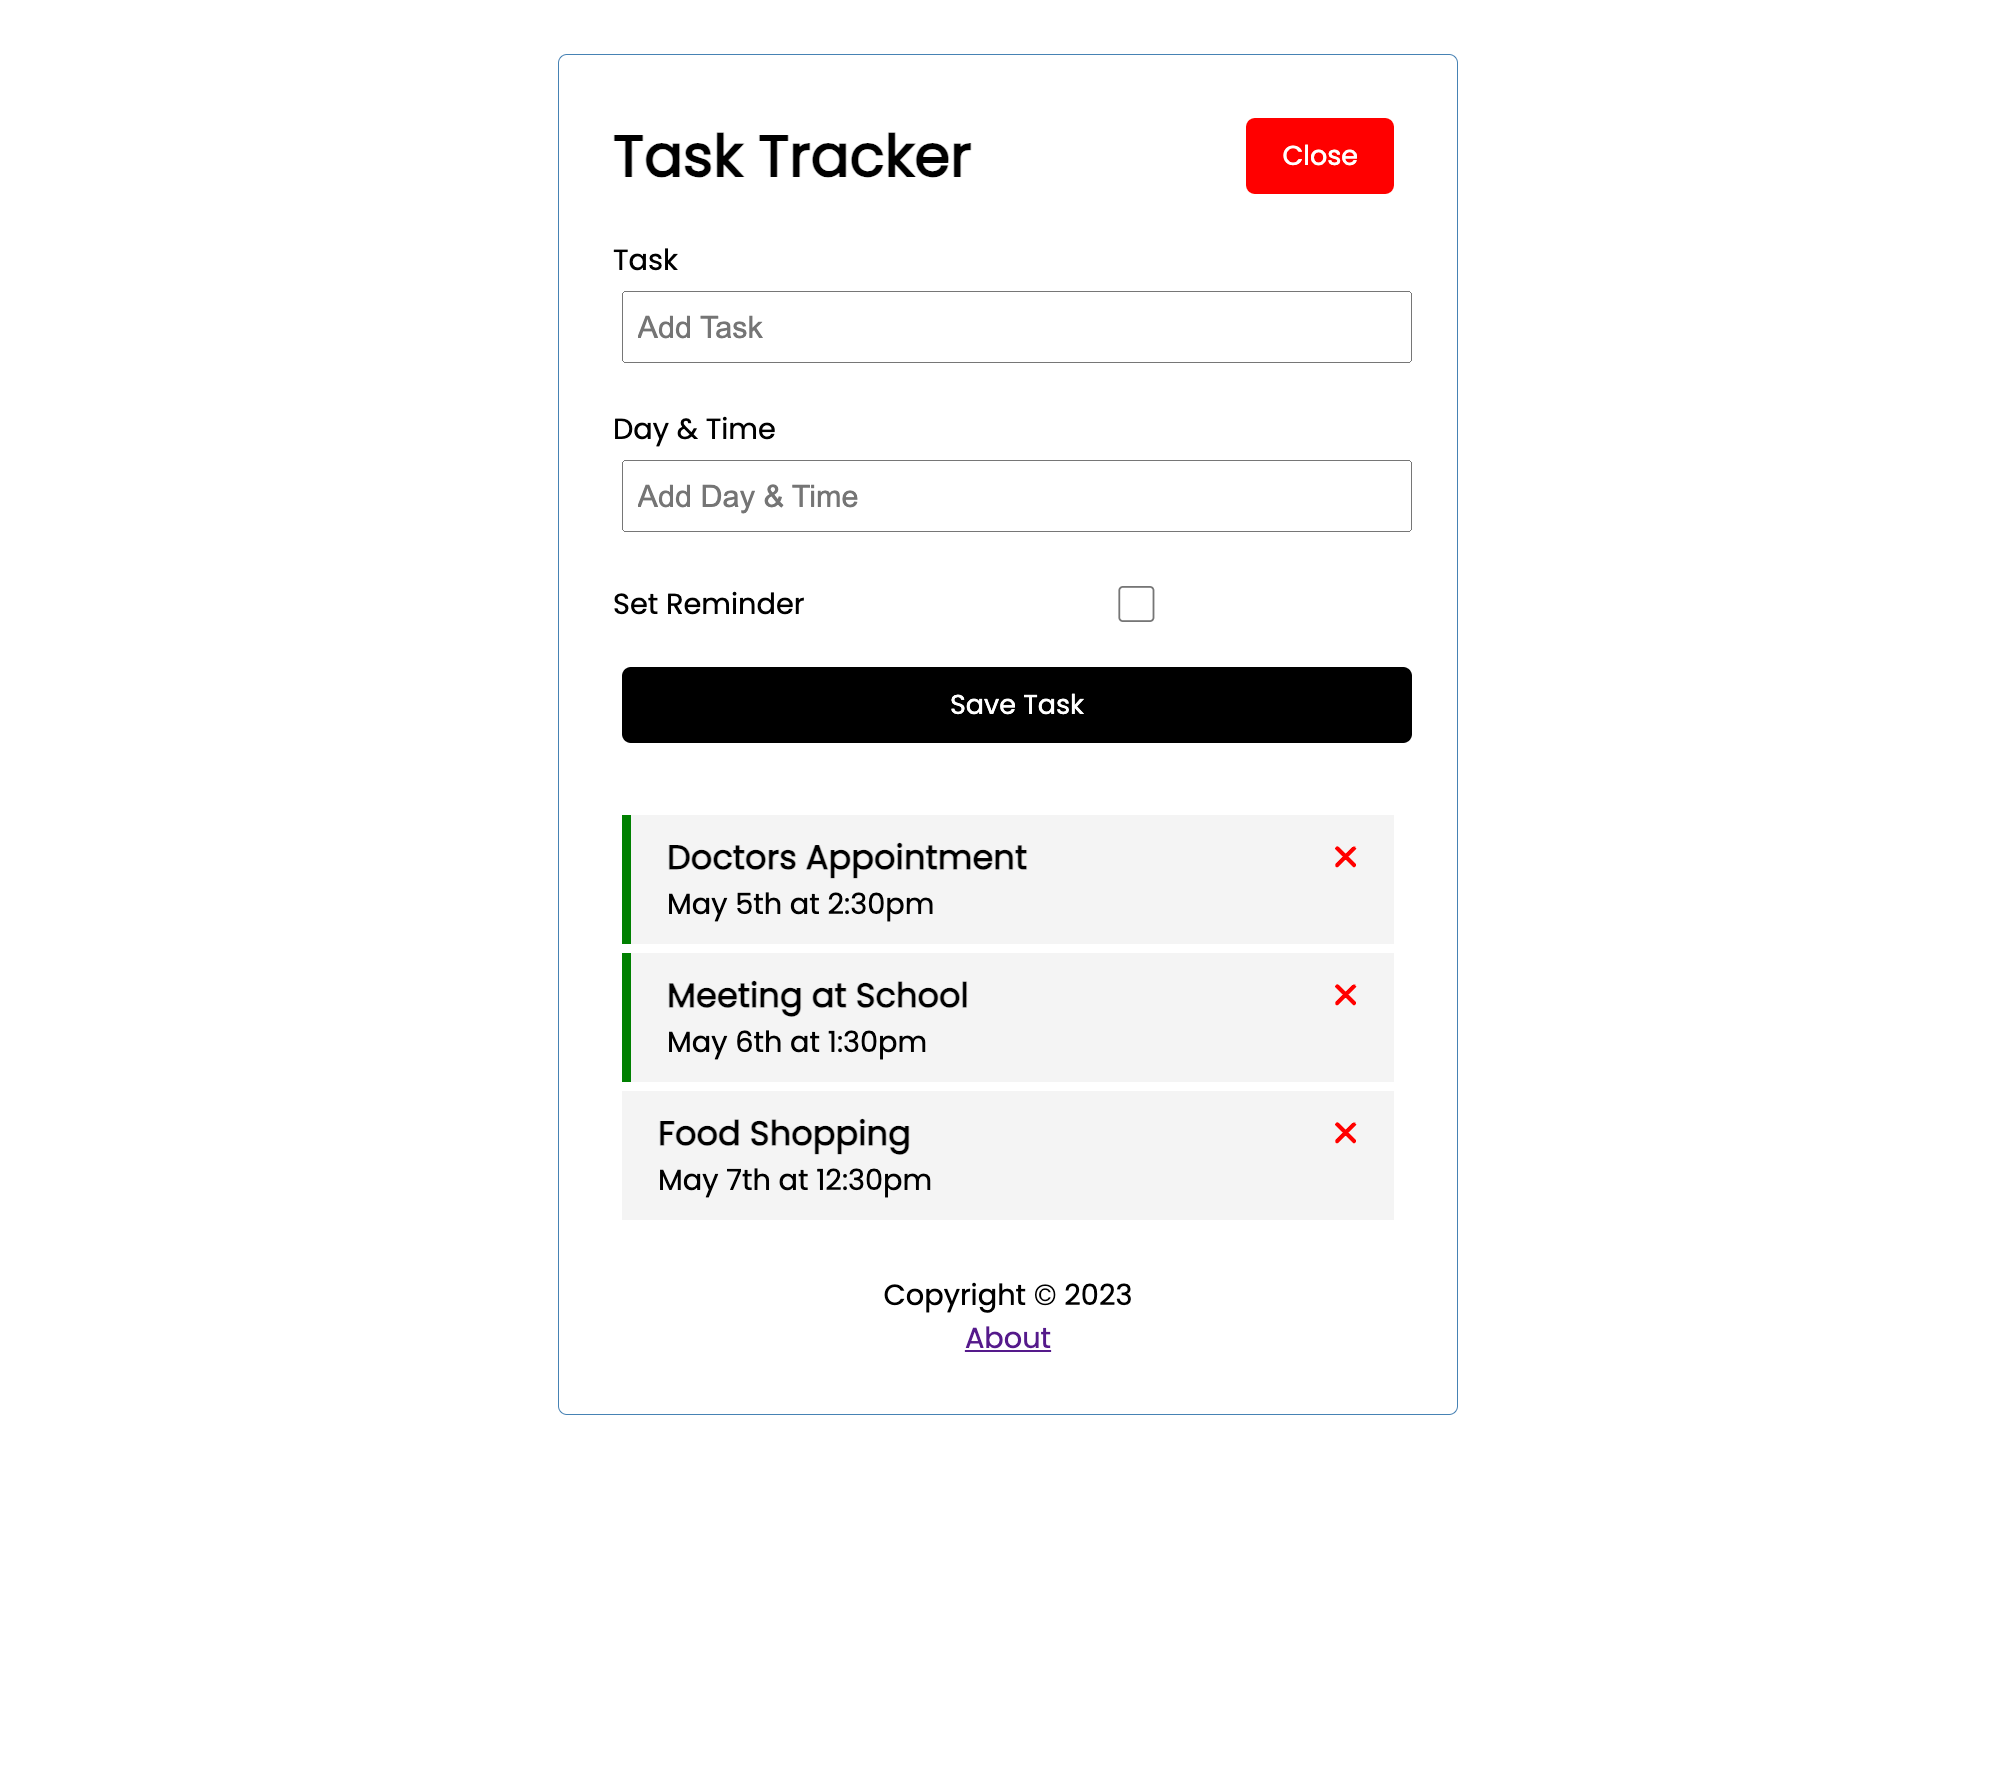 Task Tracker
Close
Task
Add Task
Day & Time
Add Day & Time
Set Reminder
Save Task
Doctors Appointment
May 5th at 2:30pm
Meeting at School
May 6th at 1:30pm
Food Shopping
May 7th at 12:30pm
Copyright © 2023
About